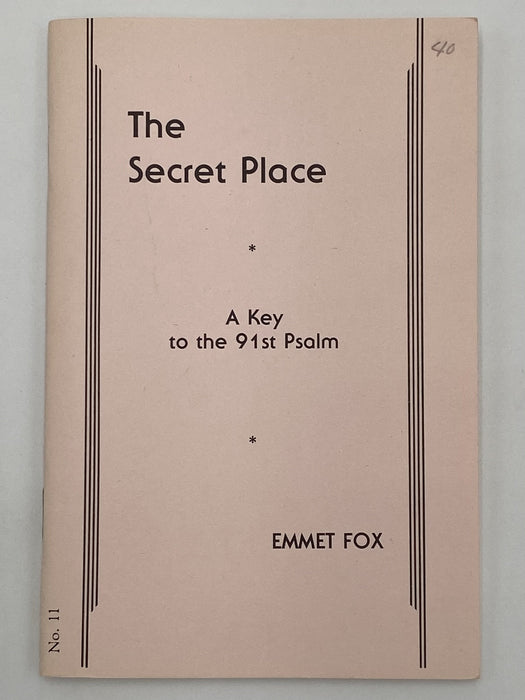 40
The
Secret Place
*
A Key
to the 91st Psalm
*
EMMET FOX
No. 11